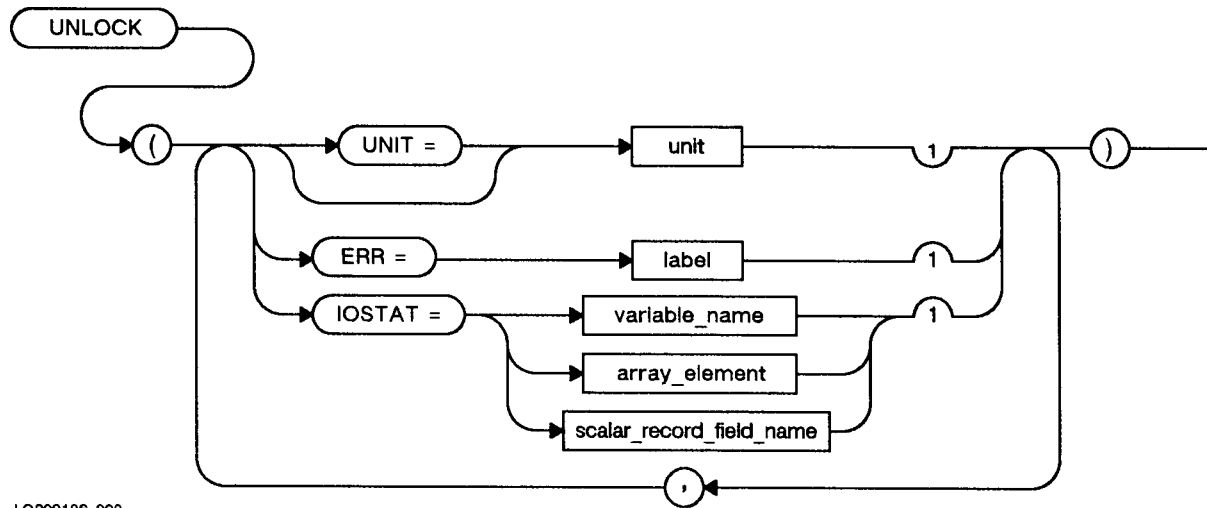 UNLOCK
(
UNIT =
unit
1
)
ERR =
label
1
IOSTAT =
variable_name
1
array_element
scalar_record_field_name
,